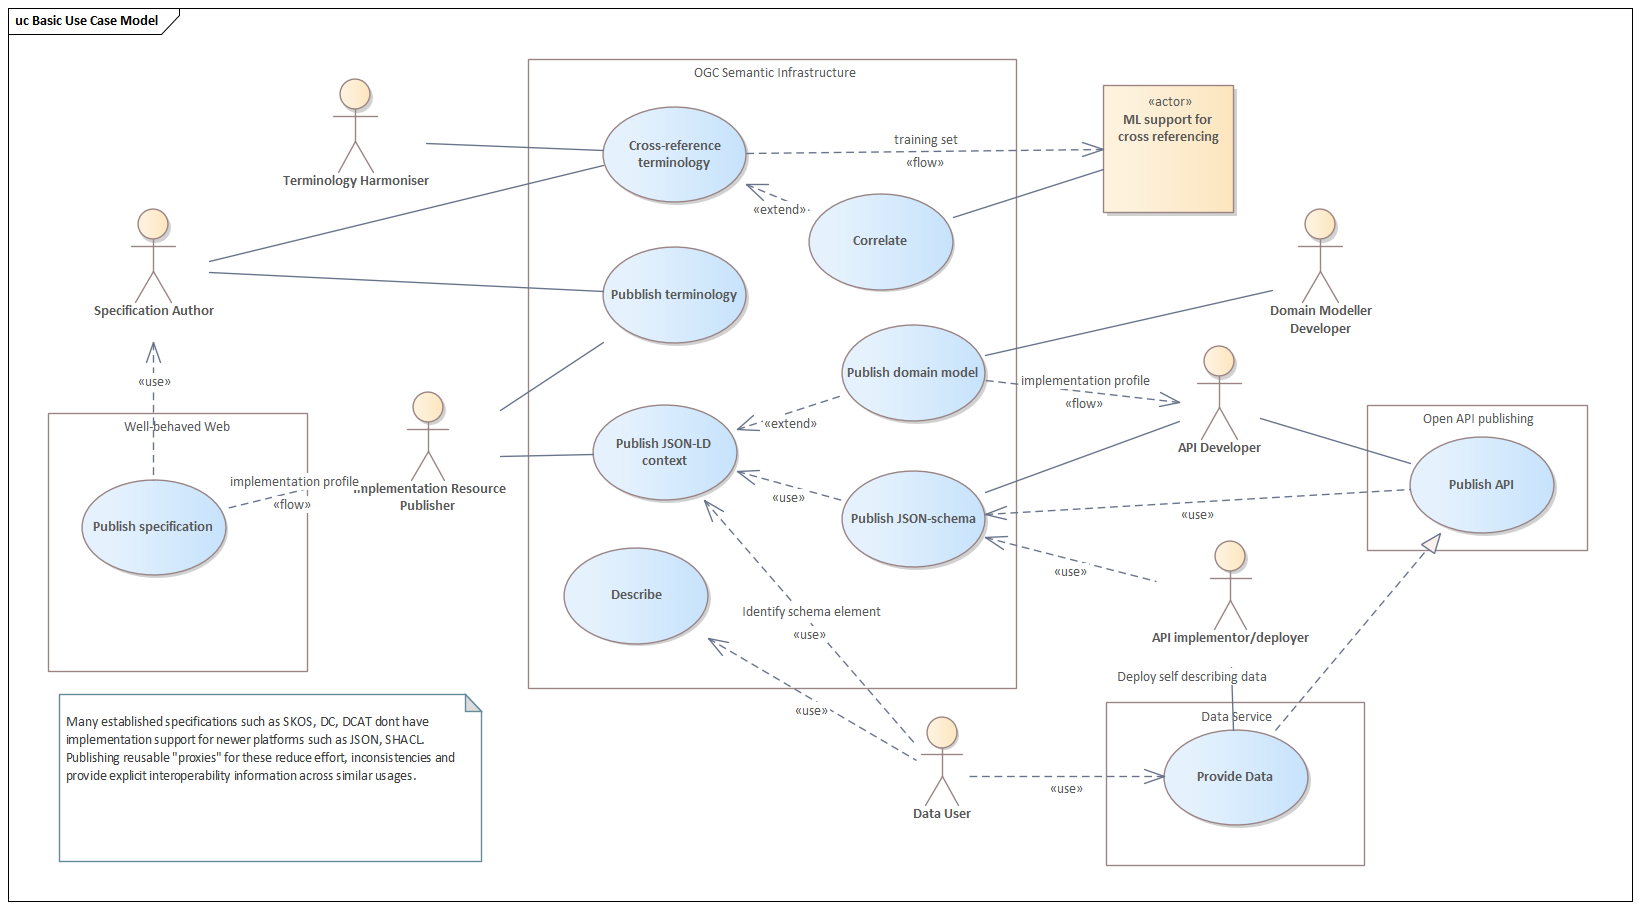 uc Basic Use Case Model
OGC Semantic Infrastructure
«actor»
ML support for
cross referencing
Cross-reference
terminology
training set
«flow»
Terminology Harmoniser
«extend»
Correlate
Pubblish terminology
Specification Author
Domain Modeller
Developer
Publish domain model
implementation profile
«flow»
«use»
«extend»
Well-behaved Web
Open API publishing
Publish JSON-LD
context
API Developer
implementation profile
«flow»
Implementation Resource
Publisher
«use»
Publish API
Publish specification
Publish JSON-schema
«use»
«use»
Describe
Identify schema element
«use»
API implementor/deployer
Deploy self describing data
«use»
Data Service
Many established specifications such as SKOS, DC, DCAT dont have
implementation support for newer platforms such as JSON, SHACL.
Publishing reusable "proxies" for these reduce effort, inconsistencies and
provide explicit interoperability information across similar usages.
Provide Data
«use»
Data User